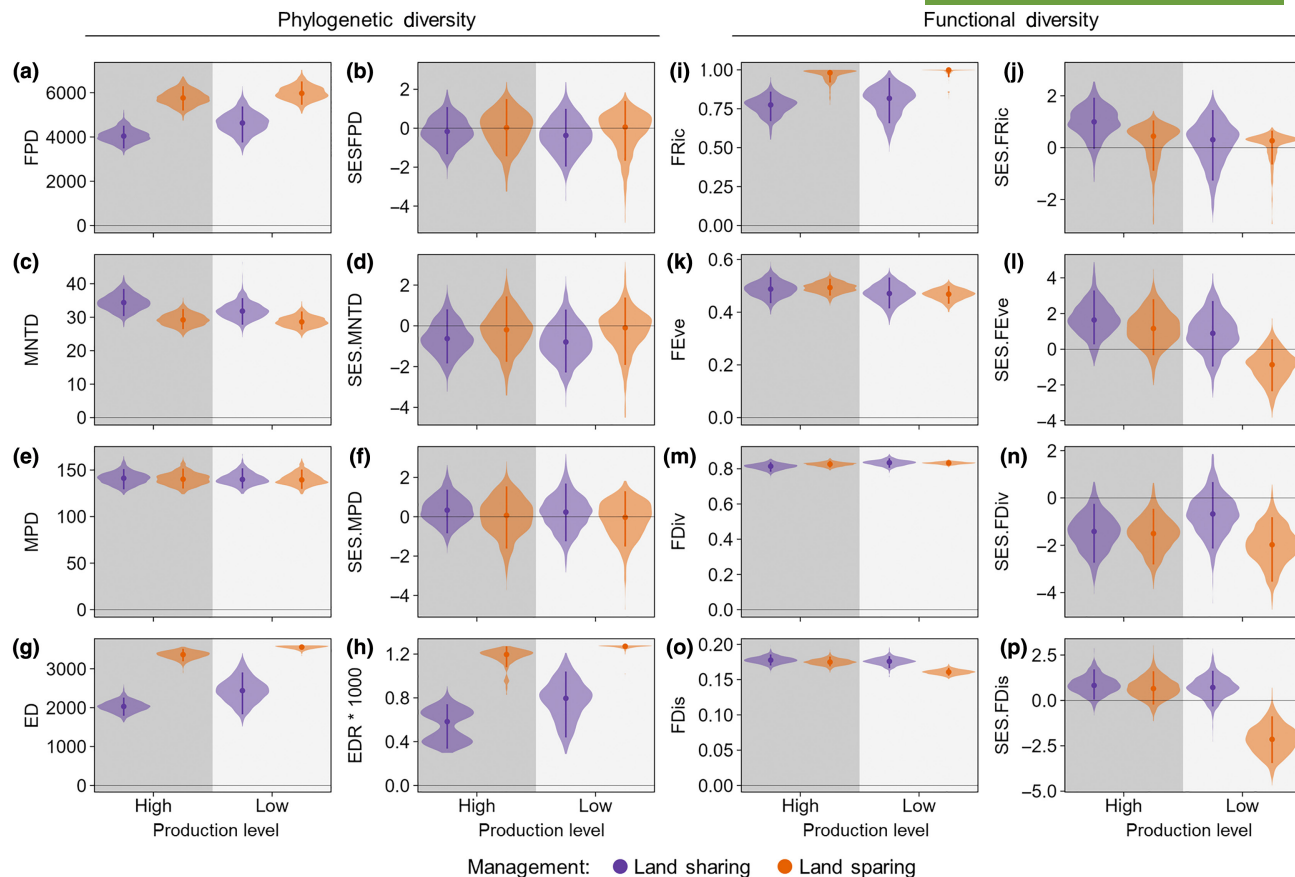 Phylogenetic diversity
Functional diversity
(a)
FPD
6000
4000
2000
0
(b)
SESFPD
2
0
−2
−4
(i)
FRic
1.00
0.75
0.50
0.25
0.00
(j)
SES.FRic
2
0
−2
(c)
MNTD
40
30
20
10
0
(d)
SES.MNTD
2
0
−2
−4
(k)
FEve
0.6
0.4
0.2
0.0
(l)
SES.FEve
4
2
0
−2
−4
(e)
MPD
150
100
50
0
(f)
SES.MPD
2
0
−2
−4
(m)
FDiv
0.8
0.6
0.4
0.2
0.0
(n)
SES.FDiv
2
0
−2
−4
(g)
ED
3000
2000
1000
0
(h)
EDR * 1000
1.2
0.8
0.4
0.0
(o)
FDis
0.20
0.15
0.10
0.05
0.00
(p)
SES.FDis
2.5
0.0
−2.5
−5.0
High Low
Production level
High Low
Production level
High Low
Production level
High Low
Production level
Management: Land sharing Land sparing